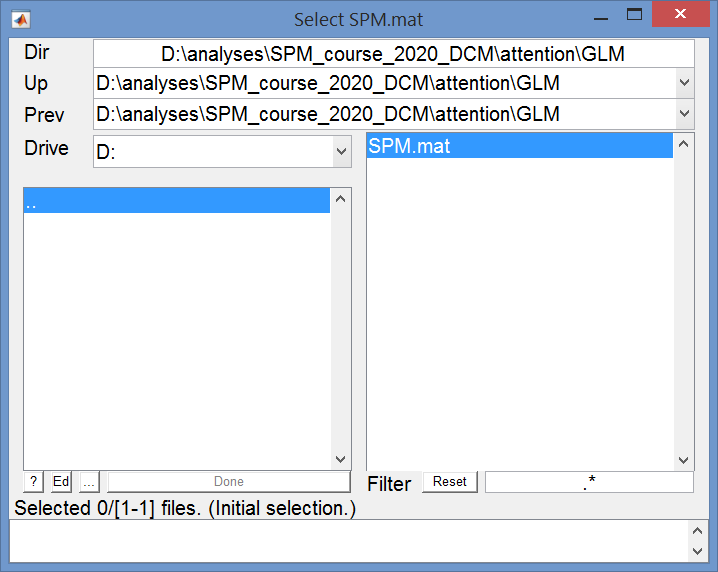 Select SPM.mat
Dir D:\analyses\SPM_course_2020_DCM\attention\GLM
Up D:\analyses\SPM_course_2020_DCM\attention\GLM
Prev D:\analyses\SPM_course_2020_DCM\attention\GLM
Drive D:
SPM.mat
..
? Ed ... Done
Filter Reset .*
Selected 0/[1-1] files. (Initial selection.)